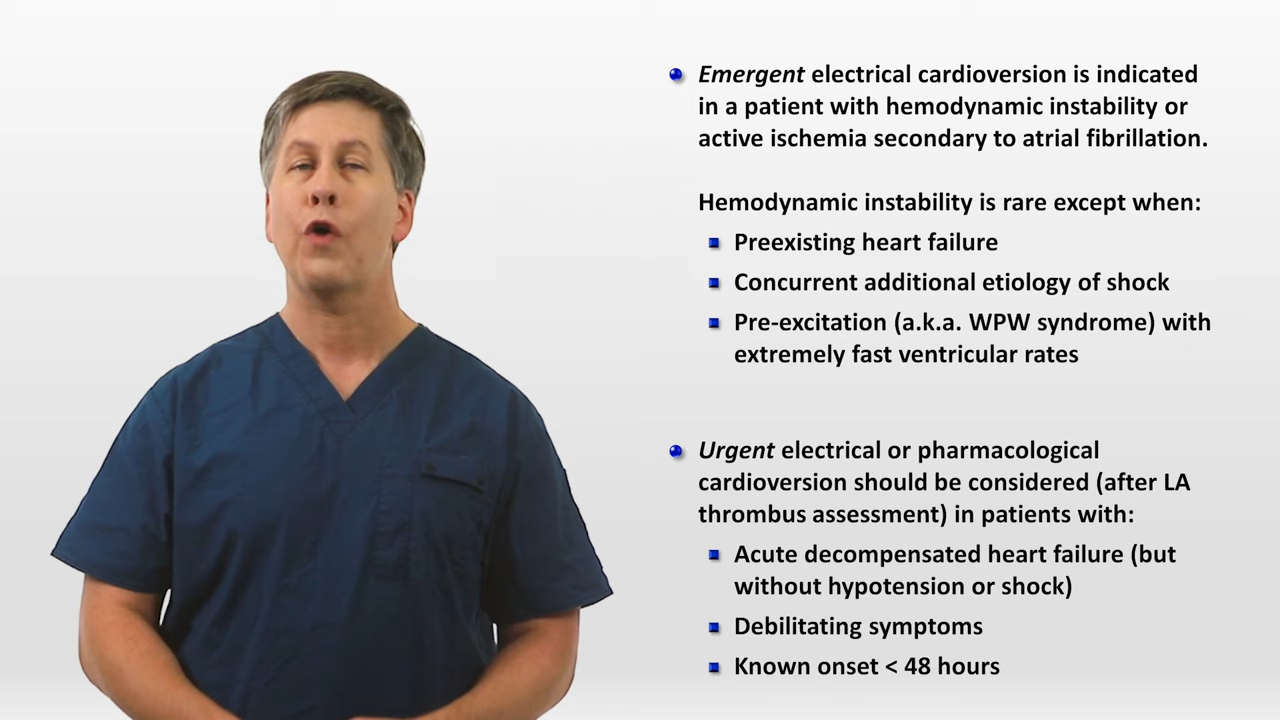 Emergent electrical cardioversion is indicated
in a patient with hemodynamic instability or
active ischemia secondary to atrial fibrillation.
Hemodynamic instability is rare except when:
Preexisting heart failure
Concurrent additional etiology of shock
Pre-excitation (a.k.a. WPW syndrome) with
extremely fast ventricular rates
Urgent electrical or pharmacological
cardioversion should be considered (after LA
thrombus assessment) in patients with:
Acute decompensated heart failure (but
without hypotension or shock)
Debilitating symptoms
Known onset < 48 hours